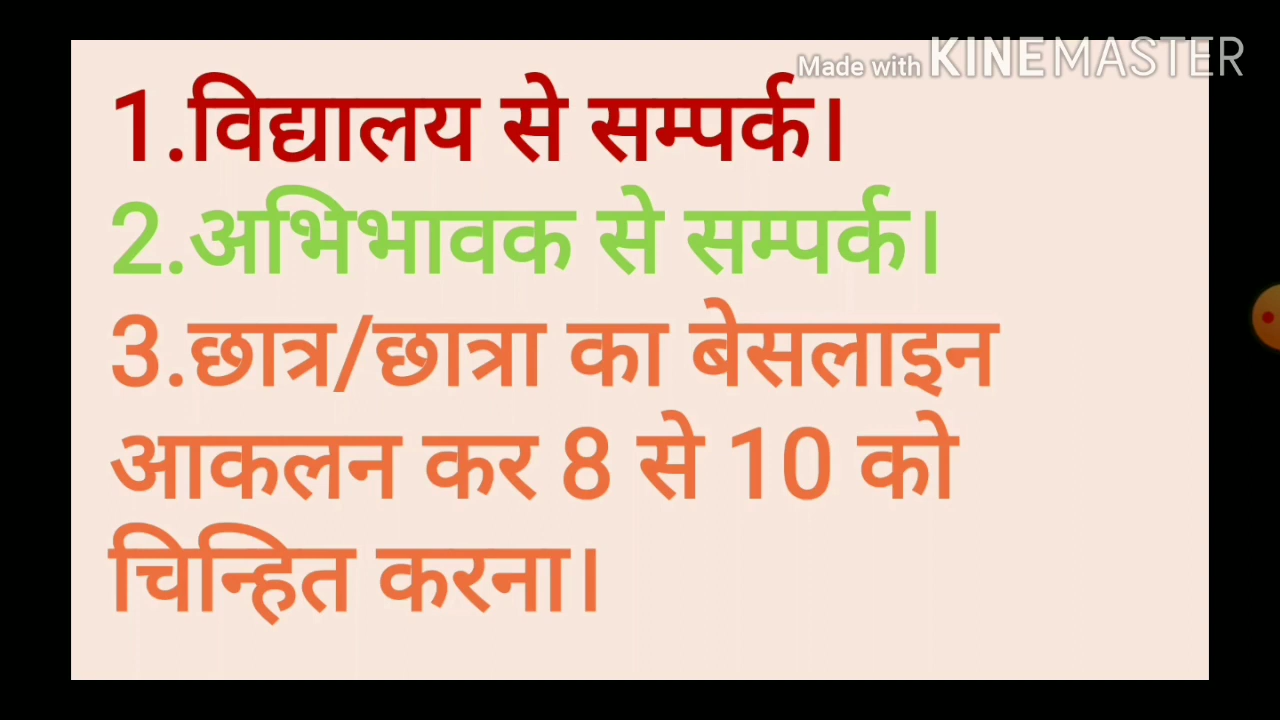 Made with KINEMASTER
1.विद्यालय से सम्पर्क।
2.अभिभावक से सम्पर्क।
3.छात्र/छात्रा का बेसलाइन
आकलन कर 8 से 10 को
चिन्हित करना।